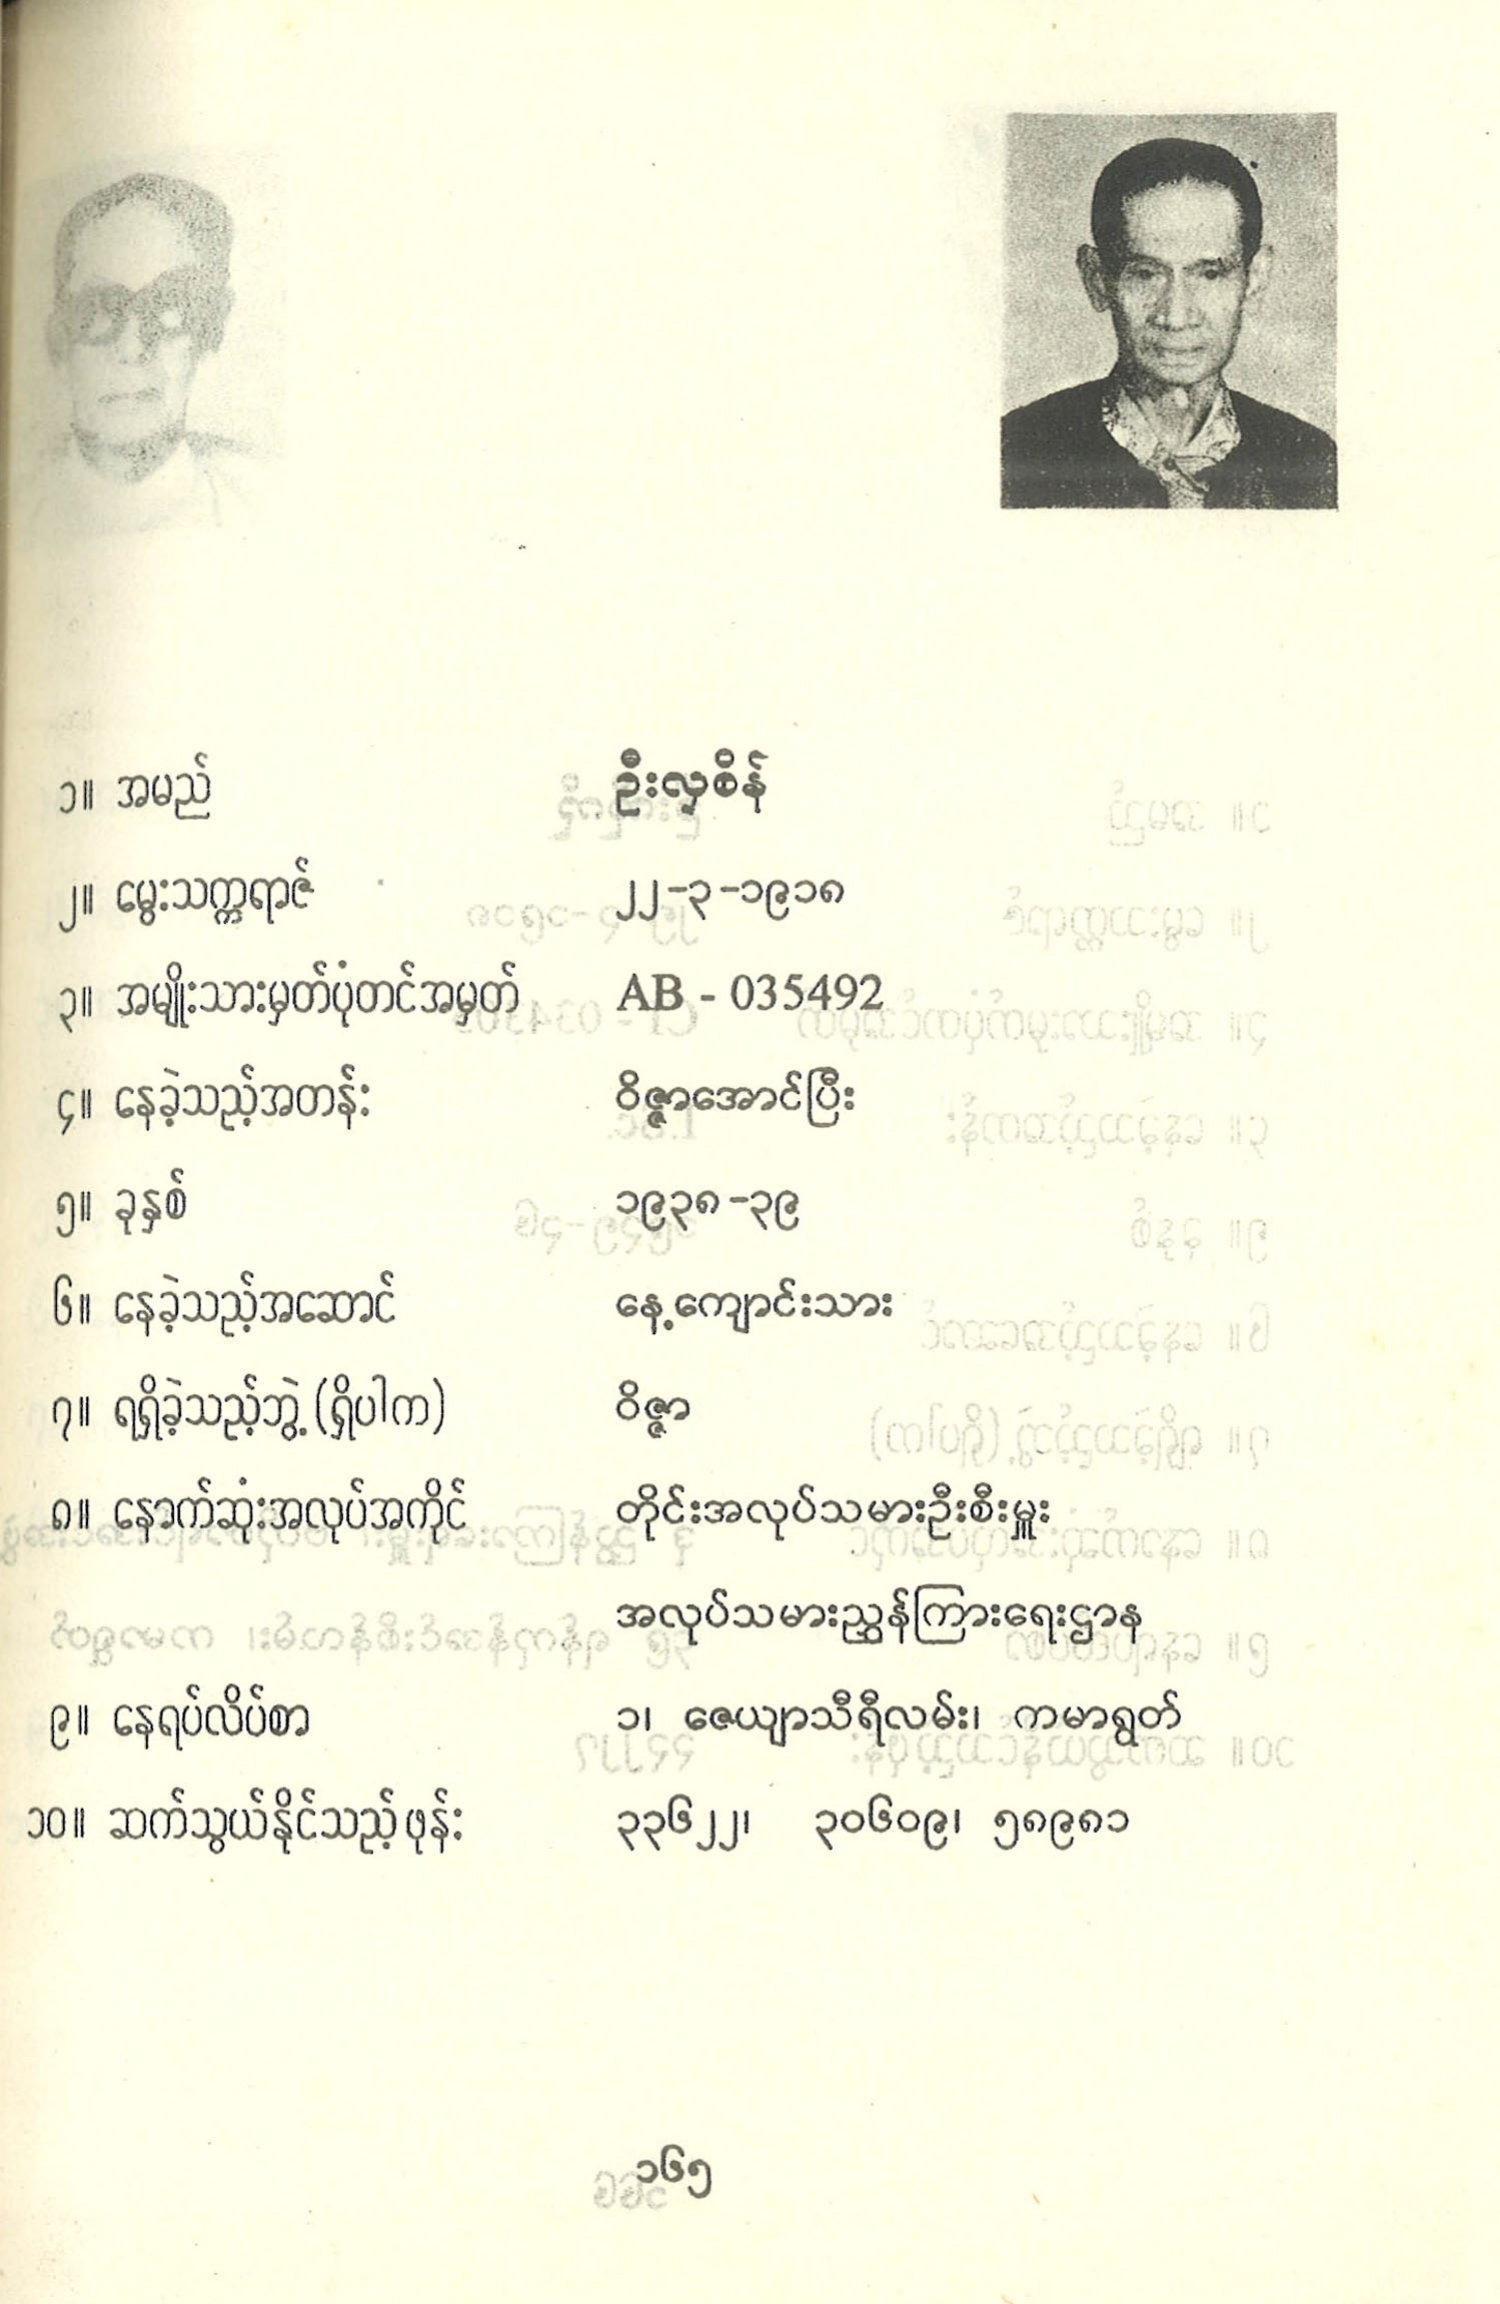 ၁။ အမည် ဦးလှစိန်
၂။ မွေးသက္ကရာဇ် ၂၂-၃-၁၉၁၈
၃။ အမျိုးသားမှတ်ပုံတင်အမှတ် AB - 035492
၄။ နေခဲ့သည့်အတန်း ဝိဇ္ဇာအောင်ပြီး
၅။ ခုနှစ် ၁၉၃၈-၃၉
၆။ နေခဲ့သည့်အဆောင် နေ့ကျောင်းသား
၇။ ရရှိခဲ့သည့်ဘွဲ့ (ရှိပါက) ဝိဇ္ဇာ
၈။ နောက်ဆုံးအလုပ်အကိုင် တိုင်းအလုပ်သမားဦးစီးမှူး
အလုပ်သမားညွှန်ကြားရေးဌာန
၉။ နေရပ်လိပ်စာ ၁၊ ဇေယျာသီရီလမ်း၊ ကမာရွတ်
၁၀။ ဆက်သွယ်နိုင်သည့်ဖုန်း ၃၃၆၂၂၊ ၃၀၆၀၉၊ ၅၈၉၈၁
၁၆၅